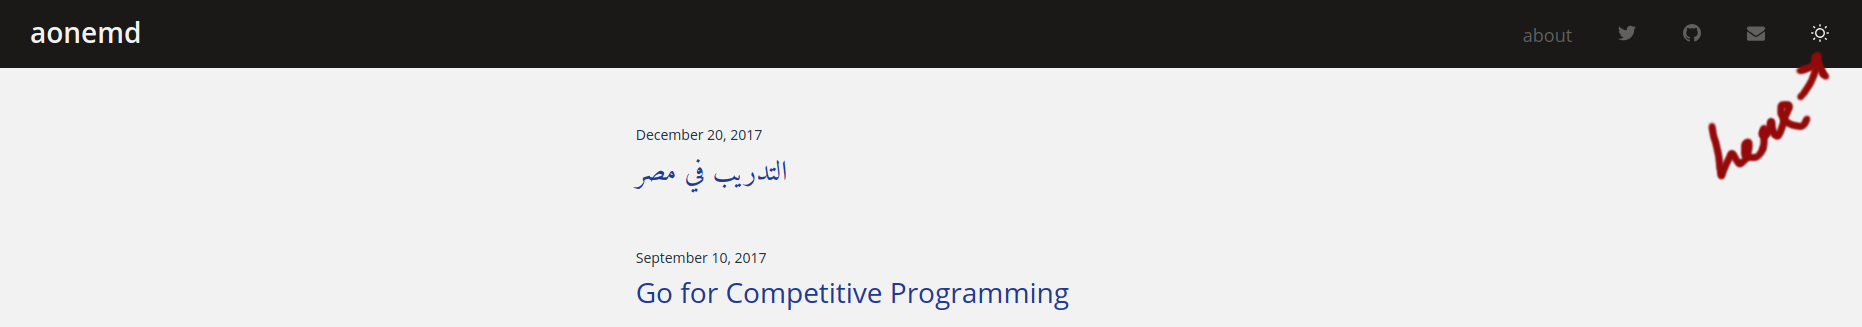 aonemd
about
here
December 20, 2017
التدريب في مصر
September 10, 2017
Go for Competitive Programming